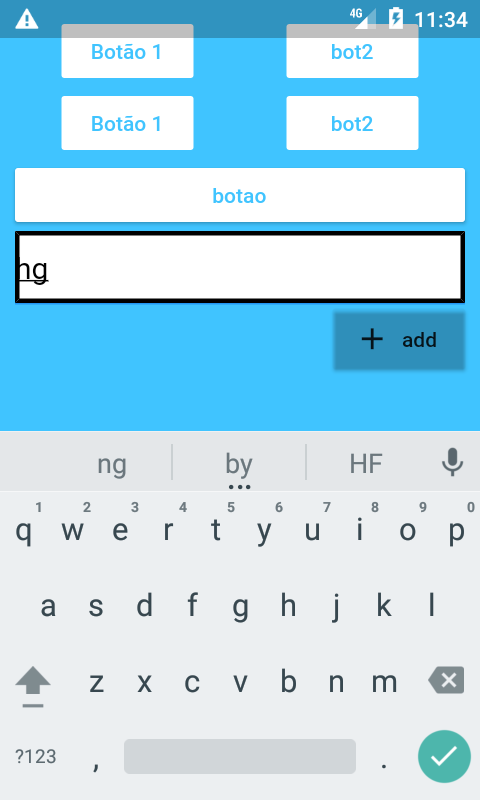 4G 11:34
Botão 1 bot2
Botão 1 bot2
botao
hg
add
ng by HF
1 2 3 4 5 6 7 8 9 0
q w e r t y u i o p
a s d f g h j k l
z x c v b n m
?123 , .